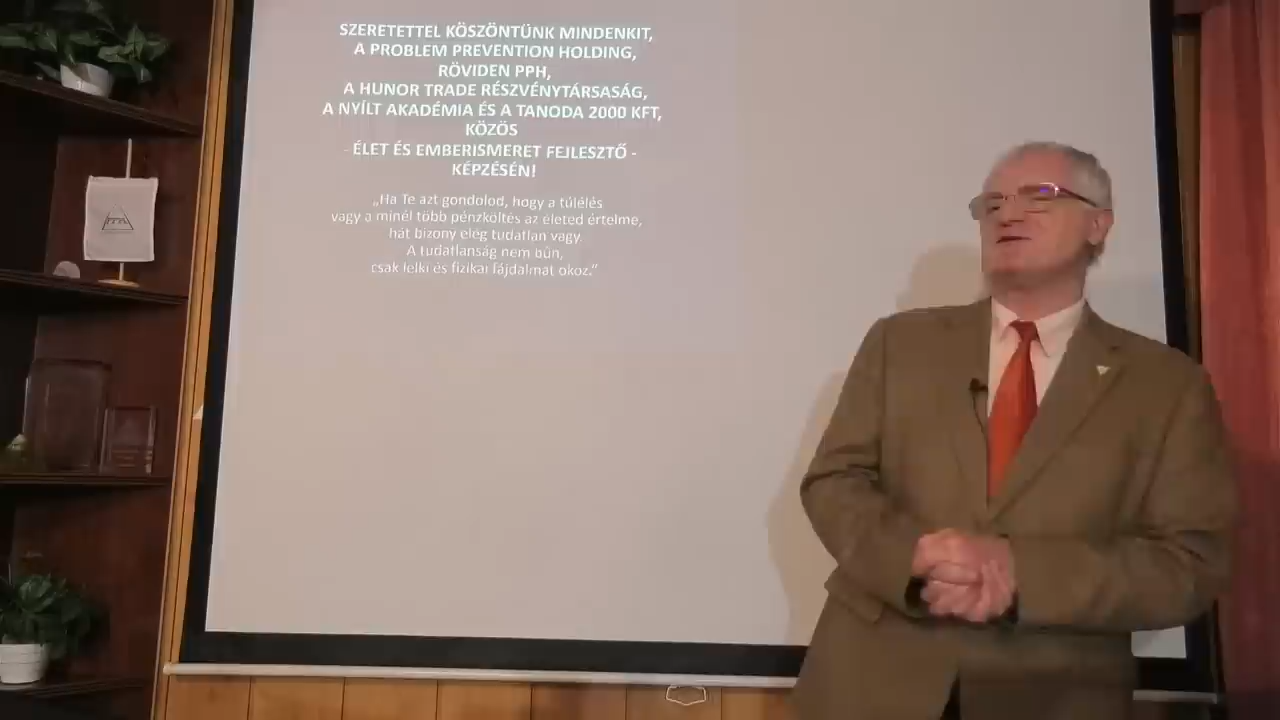 SZERETETTEL KÖSZÖNTÜNK MINDENKIT,
A PROBLEM PREVENTION HOLDING,
RÖVIDEN PPH,
A HUNOR TRADE RÉSZVÉNYTÁRSASÁG,
A NYÍLT AKADÉMIA ÉS A TANODA 2000 KFT,
KÖZÖS
- ÉLET ÉS EMBERISMERET FEJLESZTŐ -
KÉPZÉSÉN!
„Ha Te azt gondolod, hogy a túlélés
vagy a minél több pénzköltés az életed értelme,
hát bizony elég tudatlan vagy.
A tudatlanság nem bűn,
csak lelki és fizikai fájdalmat okoz.”